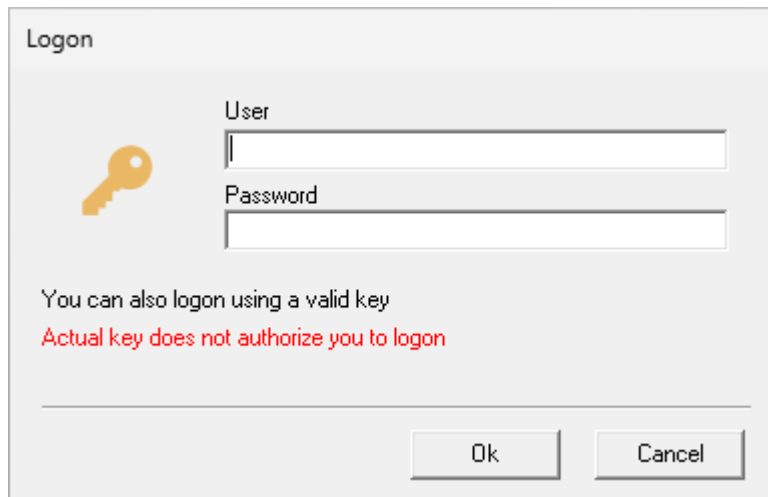 Logon
User
Password
You can also logon using a valid key
Actual key does not authorize you to logon
Ok
Cancel